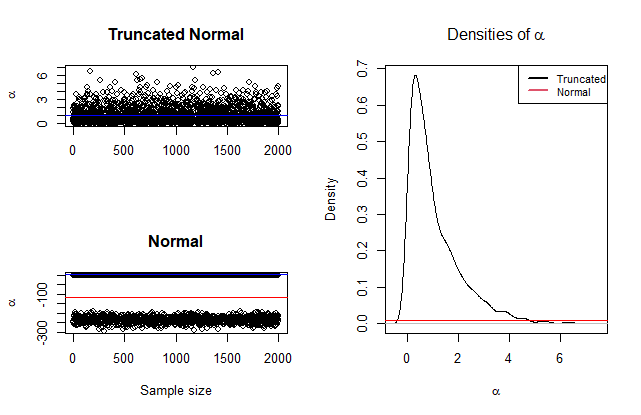 Truncated Normal
α
0 3 6
0 500 1000 1500 2000
Normal
α
-300 -100
0 500 1000 1500 2000
Sample size
Densities of α
Density
0.0 0.1 0.2 0.3 0.4 0.5 0.6 0.7
Truncated
Normal
0 2 4 6
α